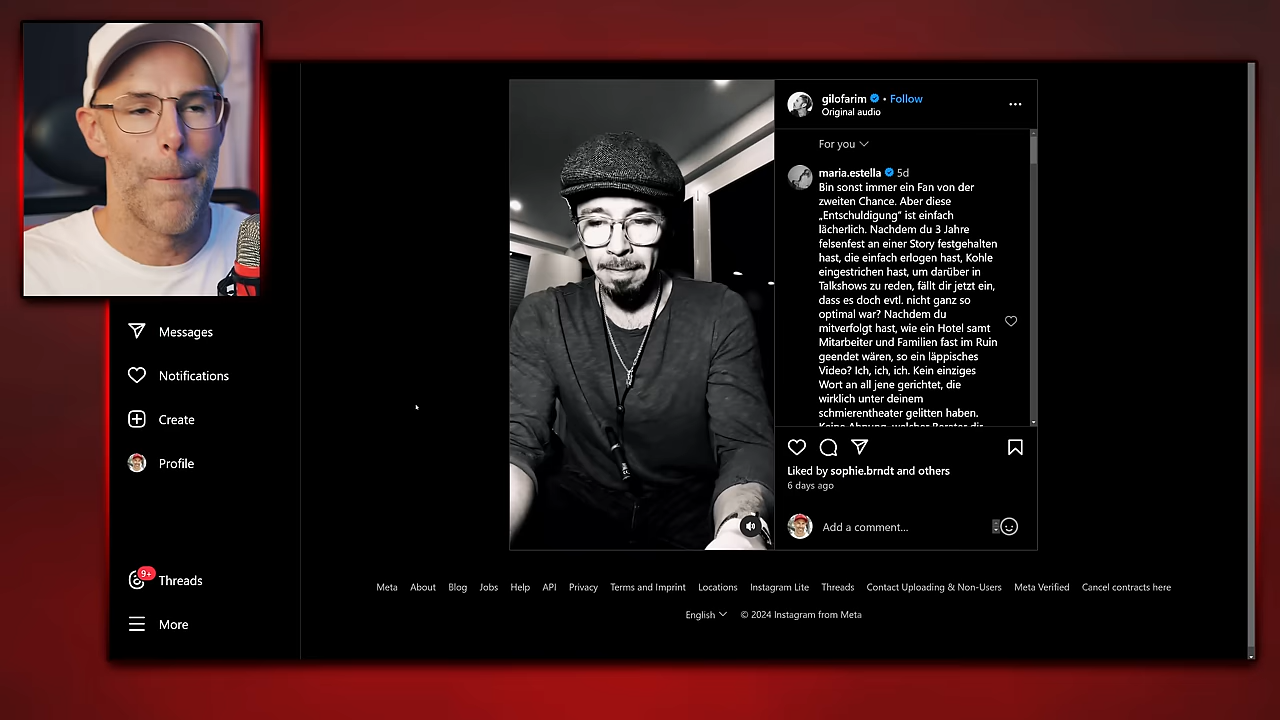 gilofarim • Follow
Original audio
For you
maria.estella 5d
Bin sonst immer ein Fan von der
zweiten Chance. Aber diese
„Entschuldigung“ ist einfach
lächerlich. Nachdem du 3 Jahre
felsenfest an einer Story festgehalten
hast, die einfach erlogen hast, Kohle
eingestrichen hast, um darüber in
Talkshows zu reden, fällt dir jetzt ein,
dass es doch evtl. nicht ganz so
optimal war? Nachdem du
mitverfolgt hast, wie ein Hotel samt
Mitarbeiter und Familien fast im Ruin
geendet wären, so ein läppisches
Video? Ich, ich, ich. Kein einziges
Wort an all jene gerichtet, die
wirklich unter deinem
schmierentheater gelitten haben.
Keine Ahnung, welcher Berater dir
Liked by sophie.brndt and others
6 days ago
Add a comment...
Messages
Notifications
Create
Profile
9+
Threads
More
Meta About Blog Jobs Help API Privacy Terms and Imprint Locations Instagram Lite Threads Contact Uploading & Non-Users Meta Verified Cancel contracts here
English © 2024 Instagram from Meta